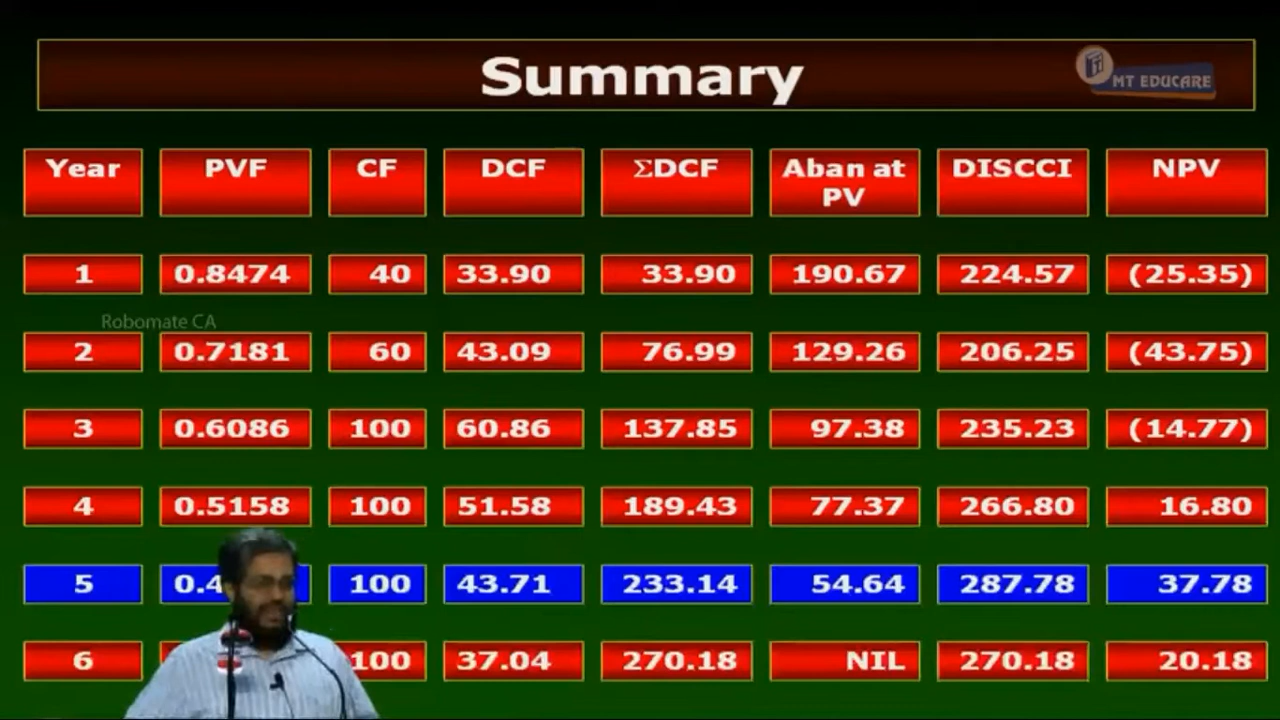 Summary
MT EDUCARE
Year PVF CF DCF ΣDCF Aban at PV DISCCI NPV
1 0.8474 40 33.90 33.90 190.67 224.57 (25.35)
Robomate CA
2 0.7181 60 43.09 76.99 129.26 206.25 (43.75)
3 0.6086 100 60.86 137.85 97.38 235.23 (14.77)
4 0.5158 100 51.58 189.43 77.37 266.80 16.80
5 100 43.71 233.14 54.64 287.78 37.78
6 100 37.04 270.18 NIL 270.18 20.18